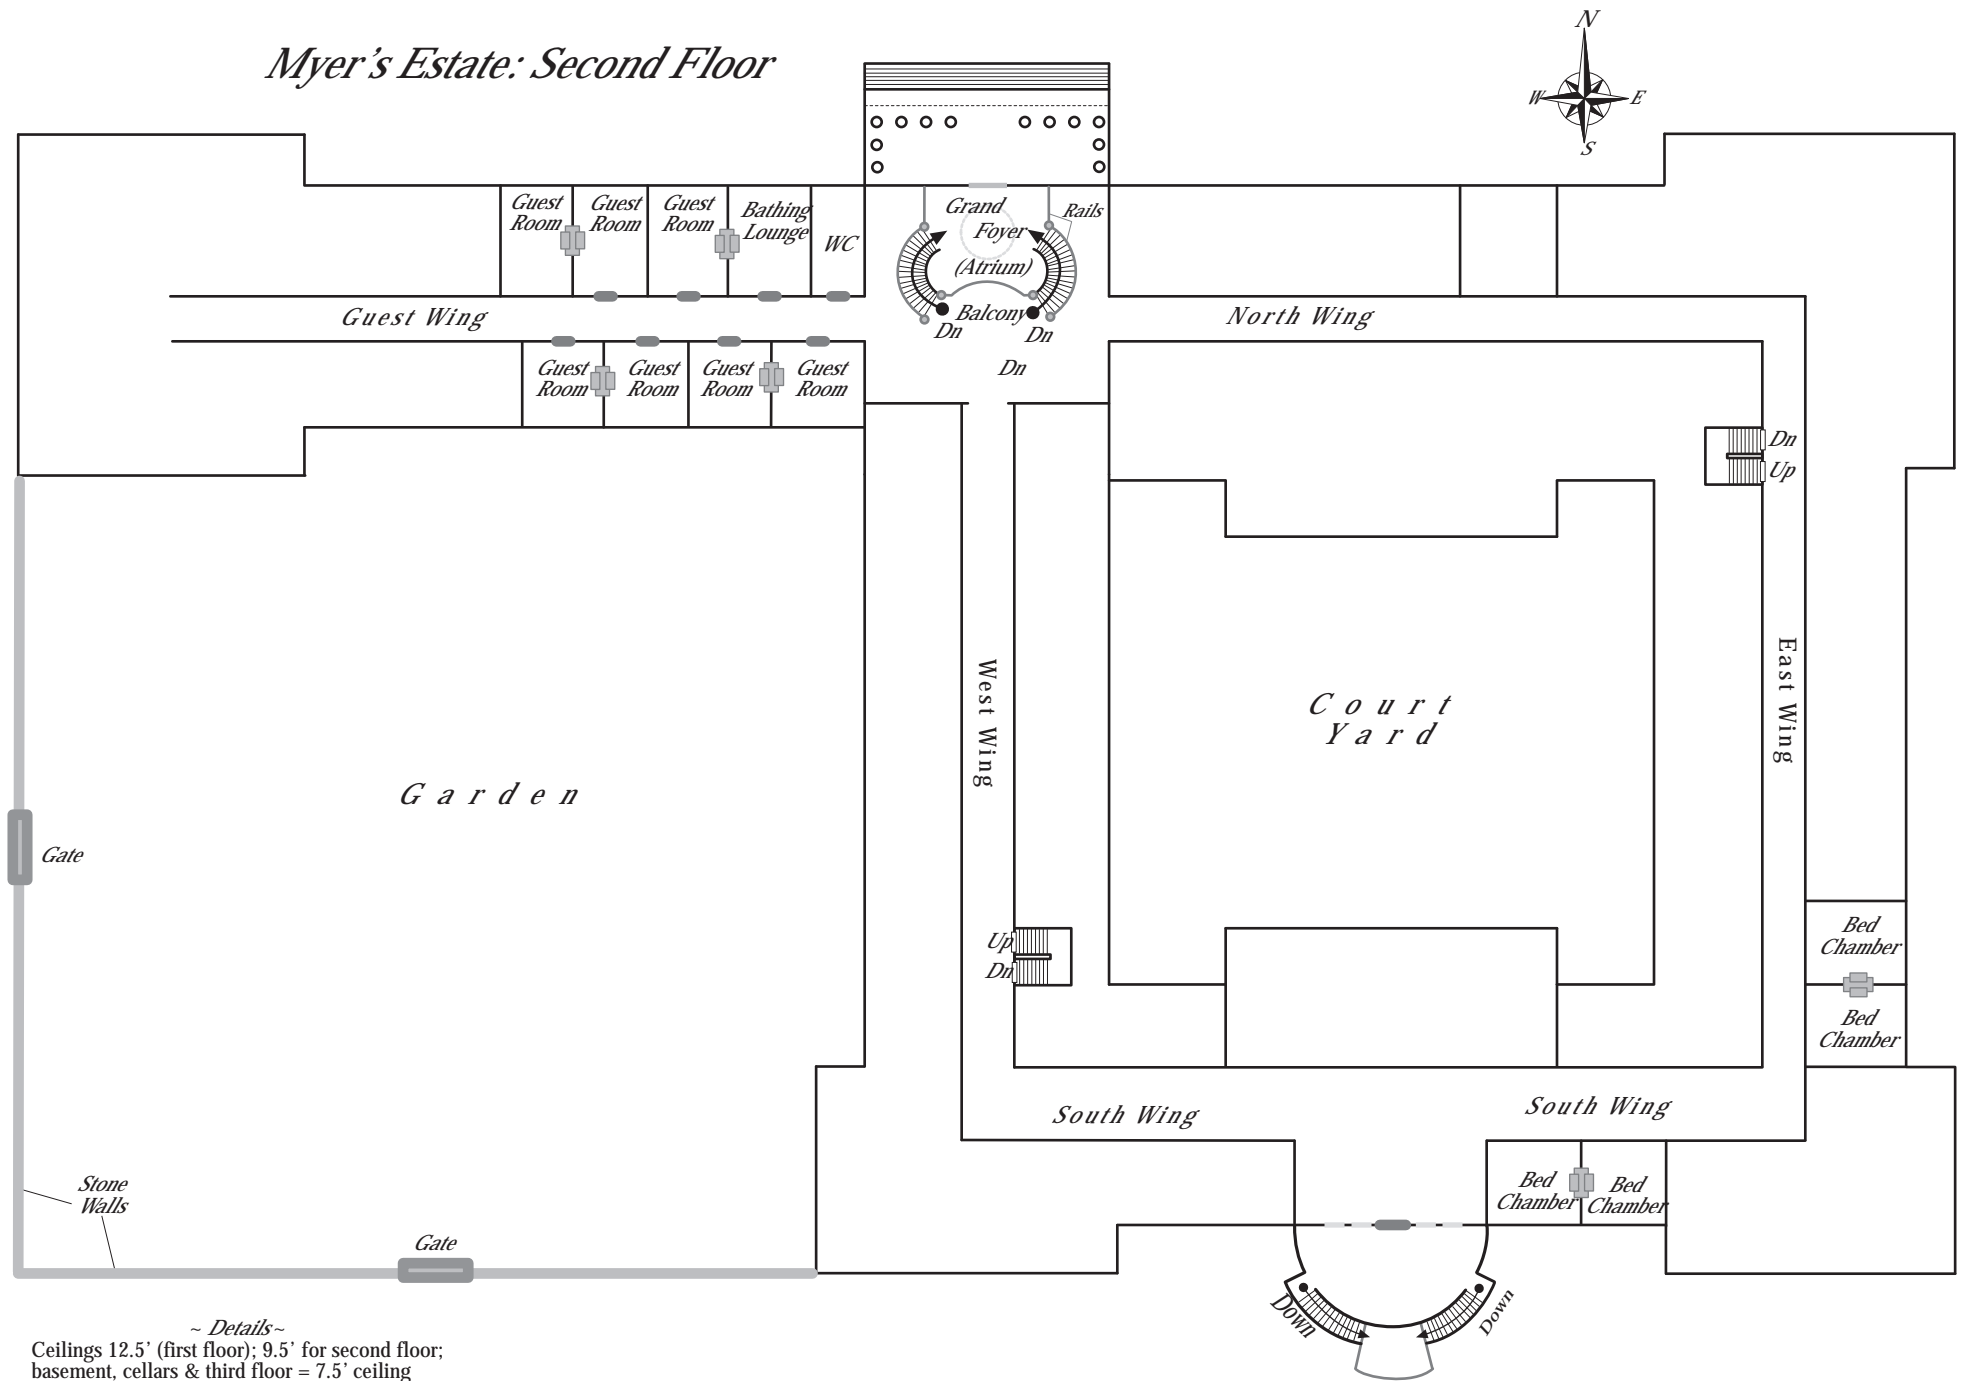 Myer’s Estate: Second Floor
N
W
E
S
Guest
Room
Guest
Room
Guest
Room
Bathing
Lounge
WC
Grand
Foyer
(Atrium)
Rails
Balcony
Dn
Dn
Dn
Guest Wing
North Wing
Guest
Room
Guest
Room
Guest
Room
Guest
Room
Dn
Up
West Wing
East Wing
Court
Yard
Garden
Gate
Up
Dn
Bed
Chamber
Bed
Chamber
South Wing
South Wing
Bed
Chamber
Bed
Chamber
Stone
Walls
Gate
Down
Down
~ Details~
Ceilings 12.5’ (first floor); 9.5’ for second floor;
basement, cellars & third floor = 7.5’ ceiling